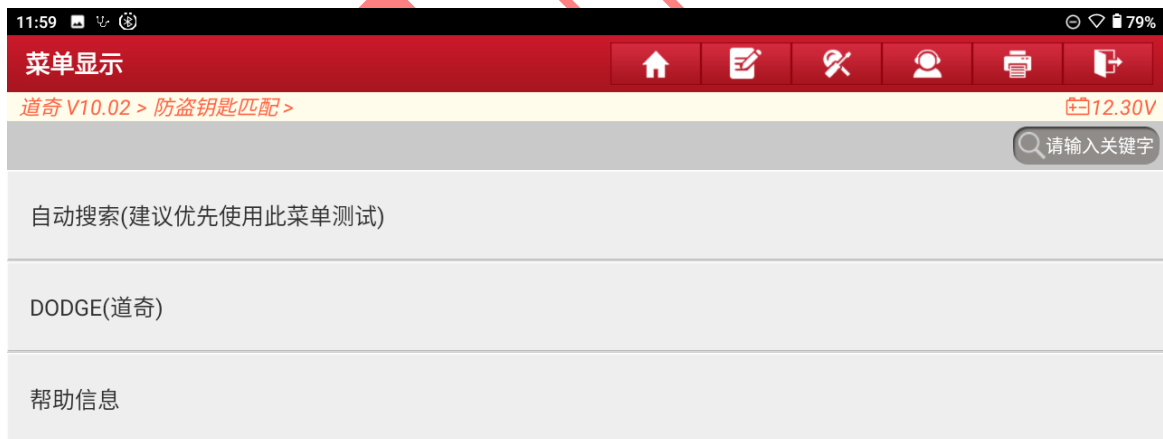 11:59 79%
菜单显示
道奇 V10.02 > 防盗钥匙匹配 > 12.30V
请输入关键字
自动搜索(建议优先使用此菜单测试)
DODGE(道奇)
帮助信息